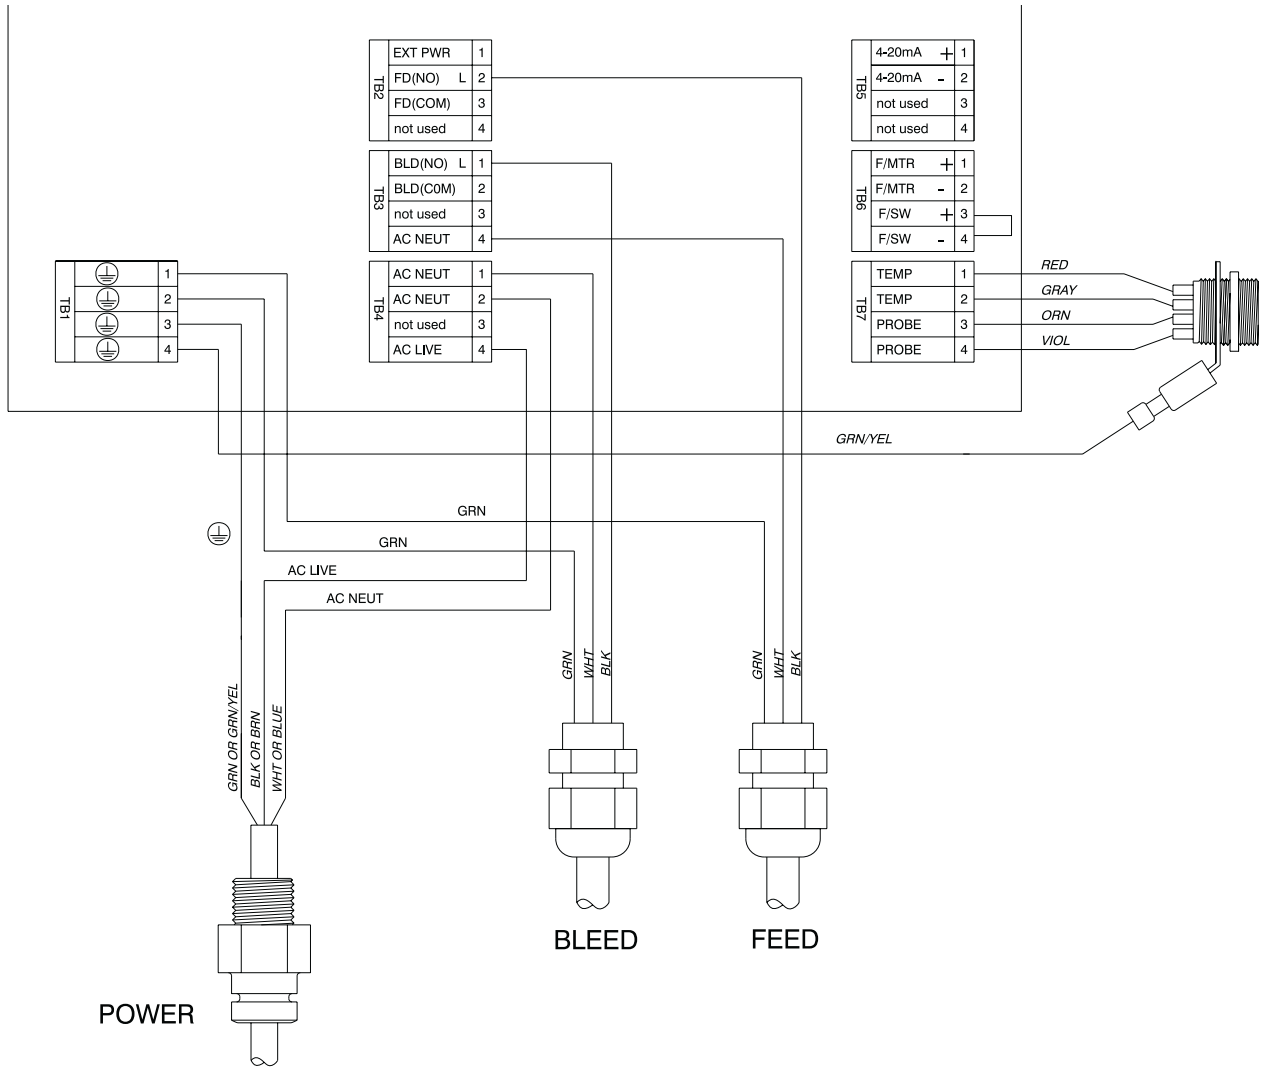 TB2
EXT PWR 1
FD(NO) L 2
FD(COM) 3
not used 4
TB3
BLD(NO) L 1
BLD(C0M) 2
not used 3
AC NEUT 4
TB1
1
2
3
4
TB4
AC NEUT 1
AC NEUT 2
not used 3
AC LIVE 4
TB5
4-20mA + 1
4-20mA - 2
not used 3
not used 4
TB6
F/MTR + 1
F/MTR - 2
F/SW + 3
F/SW - 4
TB7
TEMP 1
TEMP 2
PROBE 3
PROBE 4
RED
GRAY
ORN
VIOL
GRN/YEL
GRN
GRN
AC LIVE
AC NEUT
GRN OR GRN/YEL
BLK OR BRN
WHT OR BLUE
GRN
WHT
BLK
GRN
WHT
BLK
BLEED
FEED
POWER